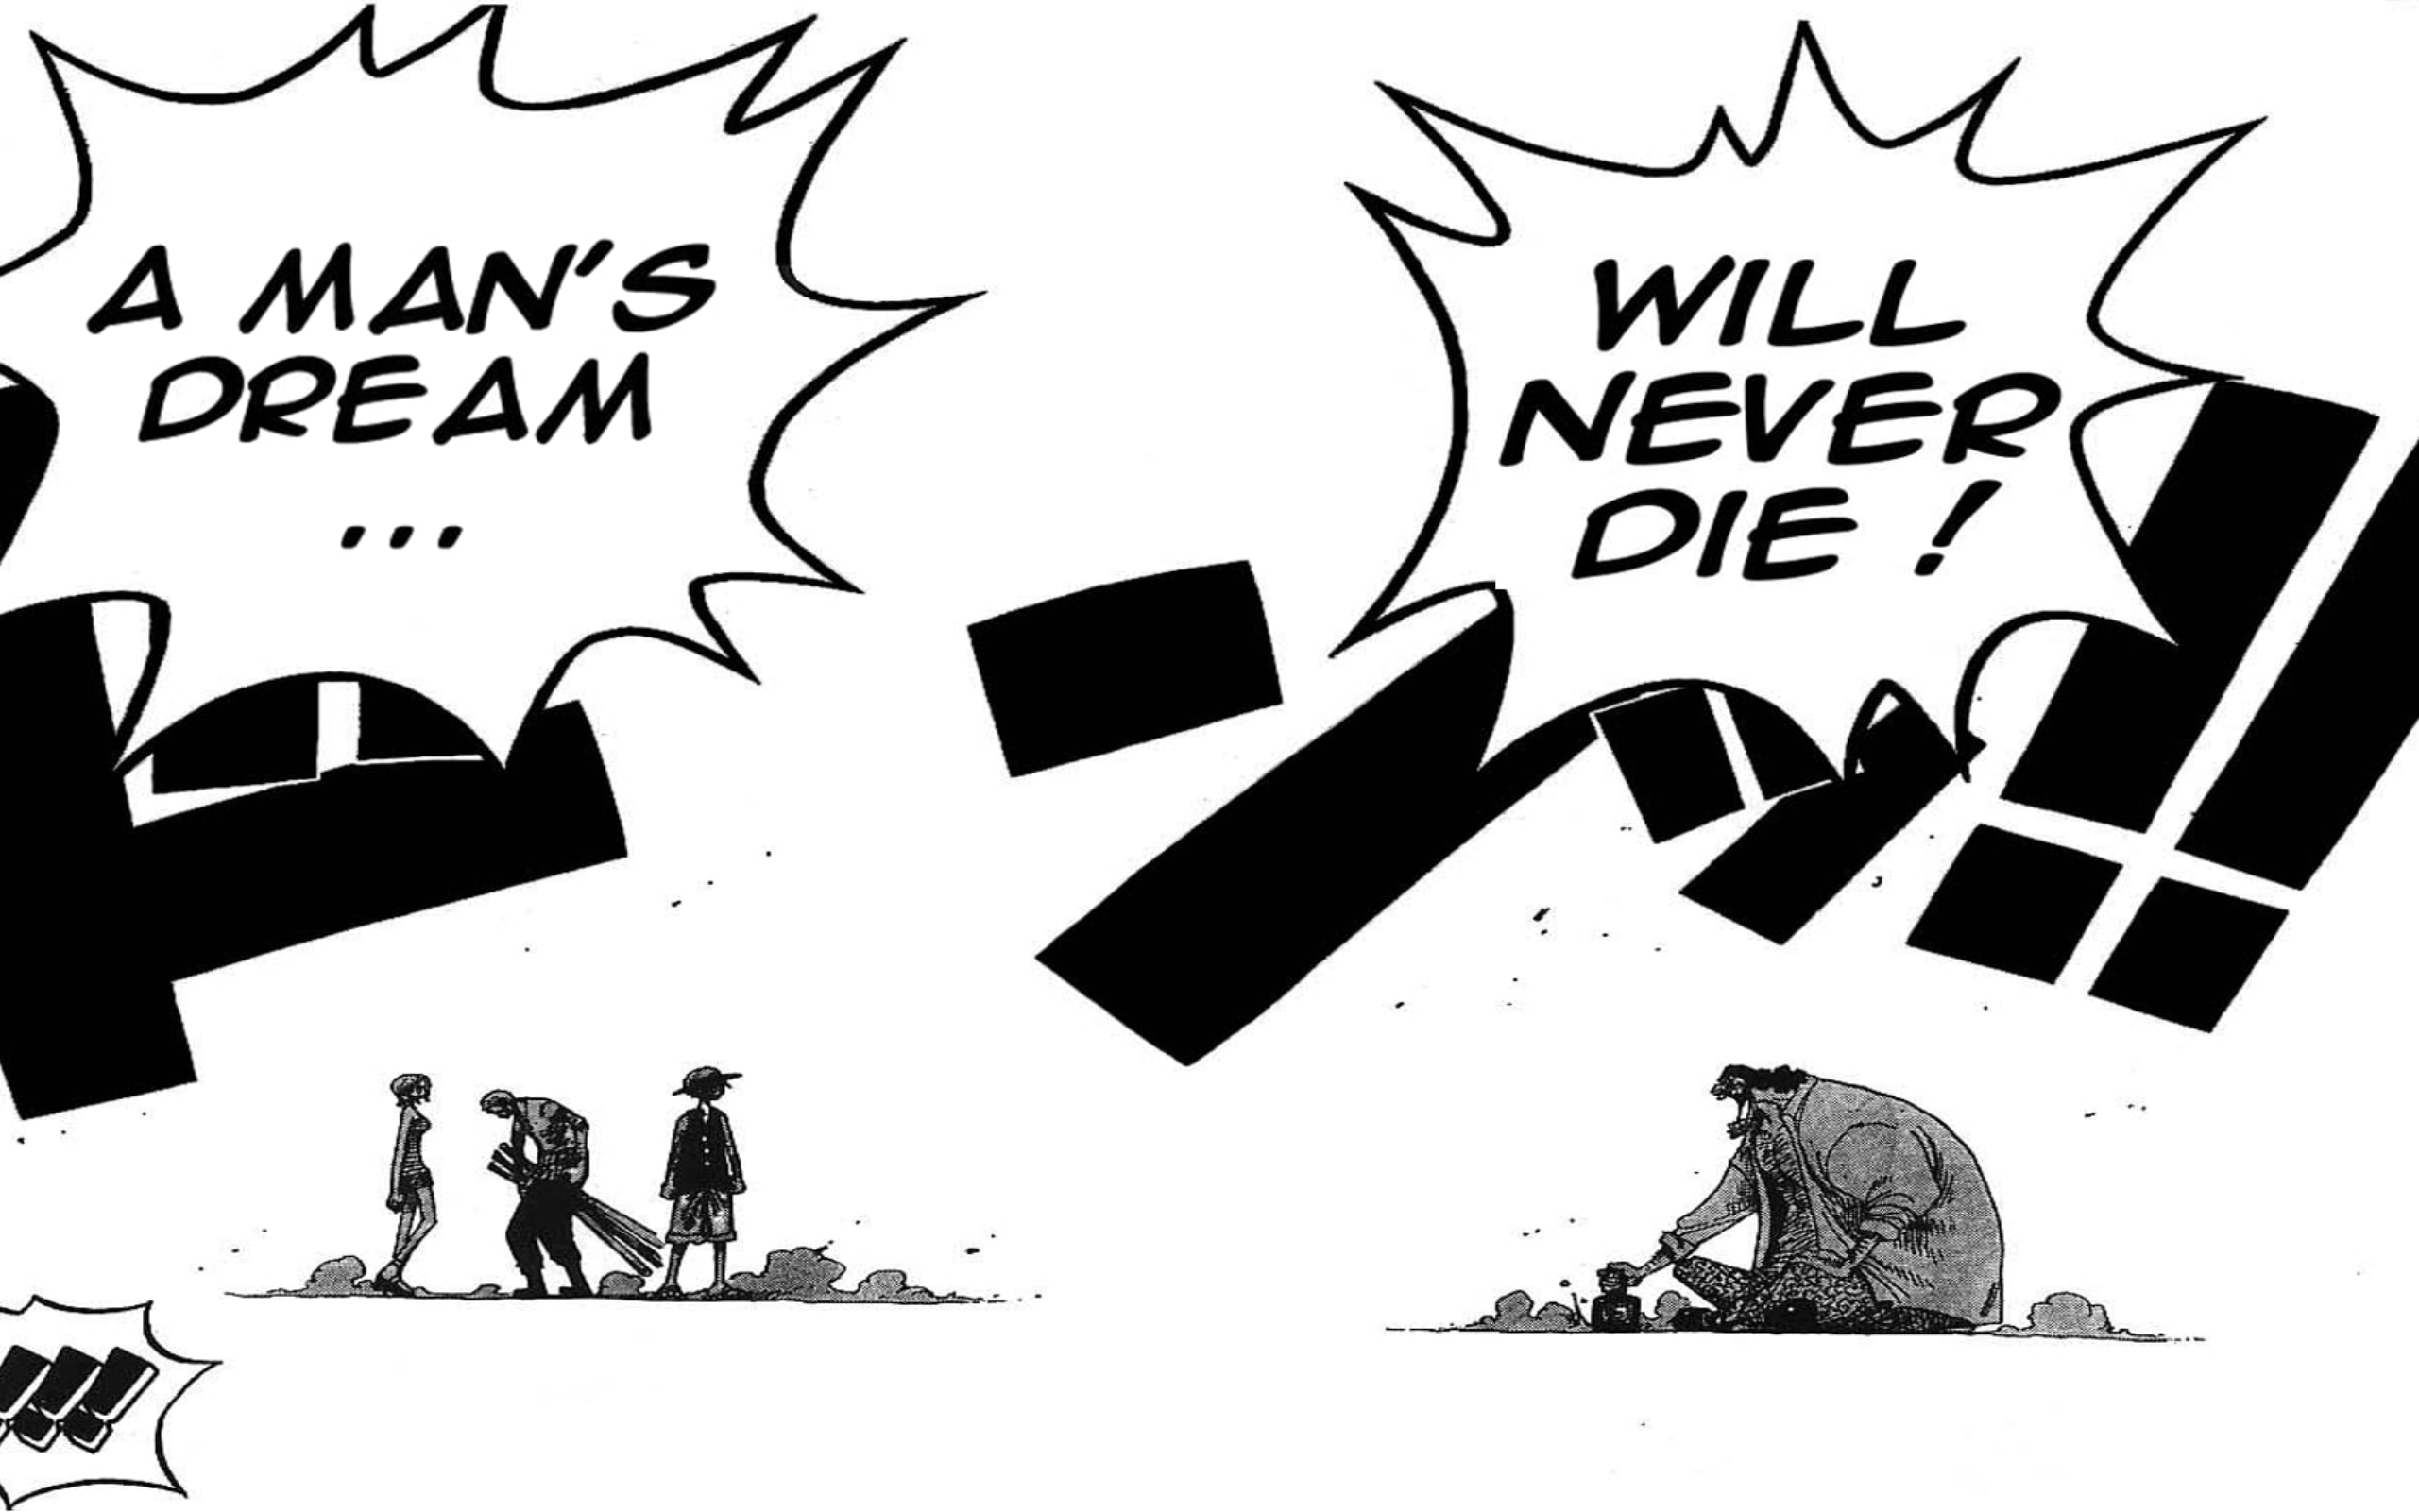 A MAN'S
DREAM
...
WILL
NEVER
DIE !